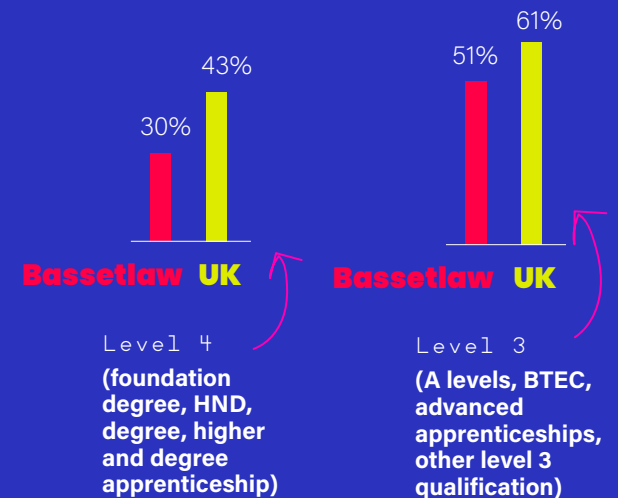 43%
30%
Bassetlaw UK
Level 4
(foundation
degree, HND,
degree, higher
and degree
apprenticeship)
61%
51%
Bassetlaw UK
Level 3
(A levels, BTEC,
advanced
apprenticeships,
other level 3
qualification)